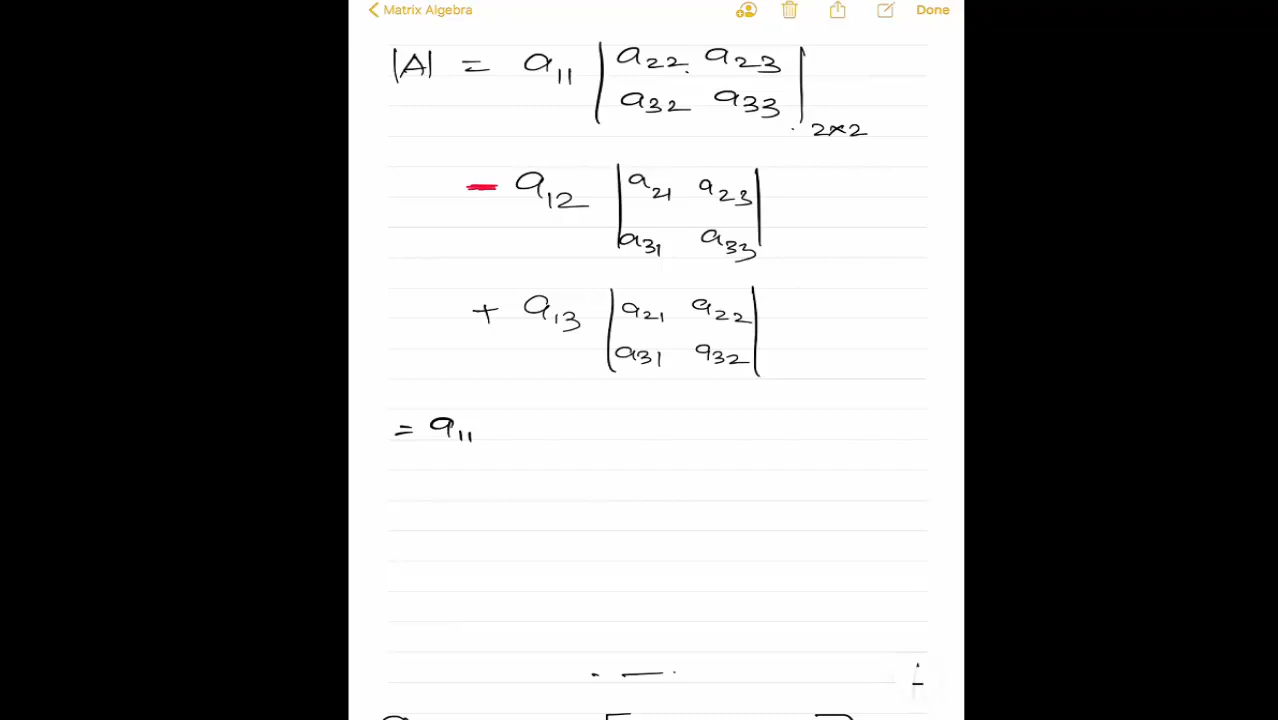 Matrix Algebra Done
|A| = a11 | a22 a23 |
| a32 a33 | 2×2
- a12 | a21 a23 |
| a31 a33 |
+ a13 | a21 a22 |
| a31 a32 |
= a11